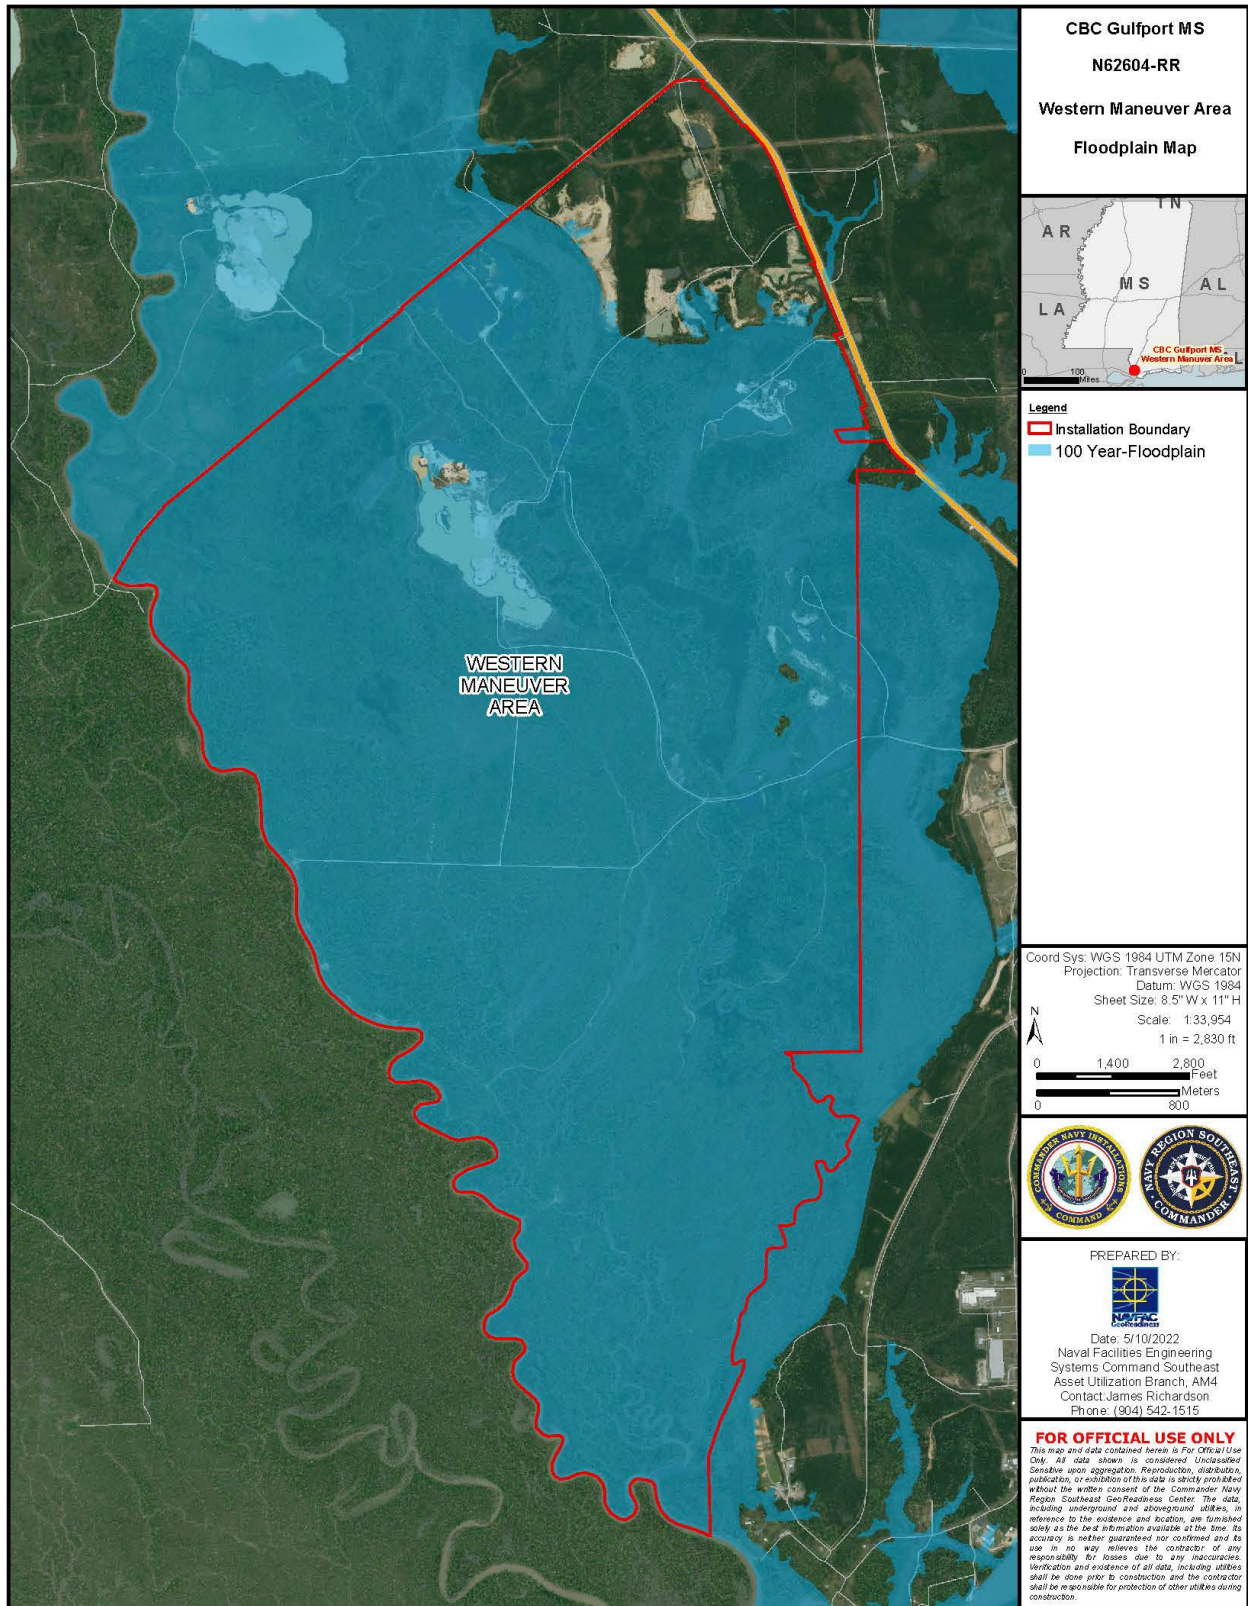 CBC Gulfport MS
N62604-RR
Western Maneuver Area
Floodplain Map
TN
AR
MS
AL
LA
CBC Gulfport MS
Western Manuver Area
L
0 100
Miles
Legend
Installation Boundary
100 Year-Floodplain
WESTERN
MANEUVER
AREA
Coord Sys: WGS 1984 UTM Zone 15N
Projection: Transverse Mercator
Datum: WGS 1984
Sheet Size: 8.5" W x 11" H
N
Scale: 1:33,954
1 in = 2,830 ft
0 1,400 2,800
Feet
Meters
0 800
COMMANDER NAVY INSTALLATIONS
COMMAND
NAVY REGION SOUTHEAST
COMMANDER
PREPARED BY:
NAVFAC
GeoReadiness
Date: 5/10/2022
Naval Facilities Engineering
Systems Command Southeast
Asset Utilization Branch, AM4
Contact:James Richardson
Phone: (904) 542-1515
FOR OFFICIAL USE ONLY
This map and data contained herein is For Official Use
Only. All data shown is considered Unclassified
Sensitive upon aggregation. Reproduction, distribution,
publication, or exhibition of this data is strictly prohibited
without the written consent of the Commander Navy
Region Southeast GeoReadiness Center. The data,
including underground and aboveground utilities, in
reference to the existence and location, are furnished
solely as the best information available at the time. Its
accuracy is neither guaranteed nor confirmed and its
use in no way relieves the contractor of any
responsibility for losses due to any inaccuracies.
Verification and existence of all data, including utilities
shall be done prior to construction and the contractor
shall be responsible for protection of other utilities during
construction.